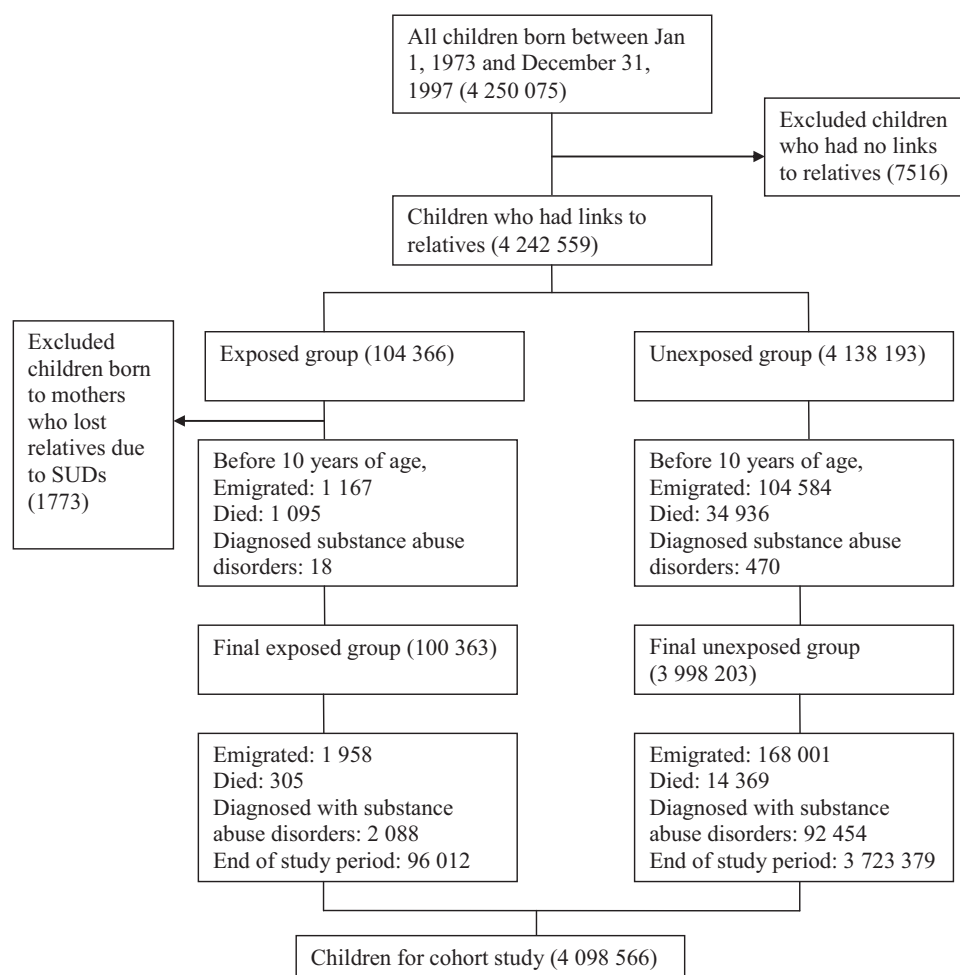 All children born between Jan
1, 1973 and December 31,
1997 (4 250 075)
Excluded children
who had no links
to relatives (7516)
Children who had links to
relatives (4 242 559)
Excluded
children born
to mothers
who lost
relatives due
to SUDs
(1773)
Exposed group (104 366)
Unexposed group (4 138 193)
Before 10 years of age,
Emigrated: 1 167
Died: 1 095
Diagnosed substance abuse
disorders: 18
Before 10 years of age,
Emigrated: 104 584
Died: 34 936
Diagnosed substance abuse
disorders: 470
Final exposed group (100 363)
Final unexposed group
(3 998 203)
Emigrated: 1 958
Died: 305
Diagnosed with substance
abuse disorders: 2 088
End of study period: 96 012
Emigrated: 168 001
Died: 14 369
Diagnosed with substance
abuse disorders: 92 454
End of study period: 3 723 379
Children for cohort study (4 098 566)